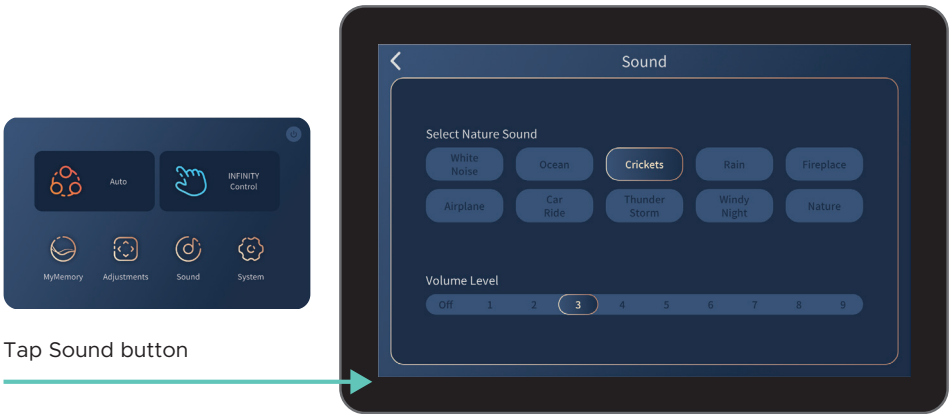 Auto
INFINITY
Control
MyMemory
Adjustments
Sound
System
Tap Sound button
Sound
Select Nature Sound
White
Noise
Ocean
Crickets
Rain
Fireplace
Airplane
Car
Ride
Thunder
Storm
Windy
Night
Nature
Volume Level
Off 1 2 3 4 5 6 7 8 9